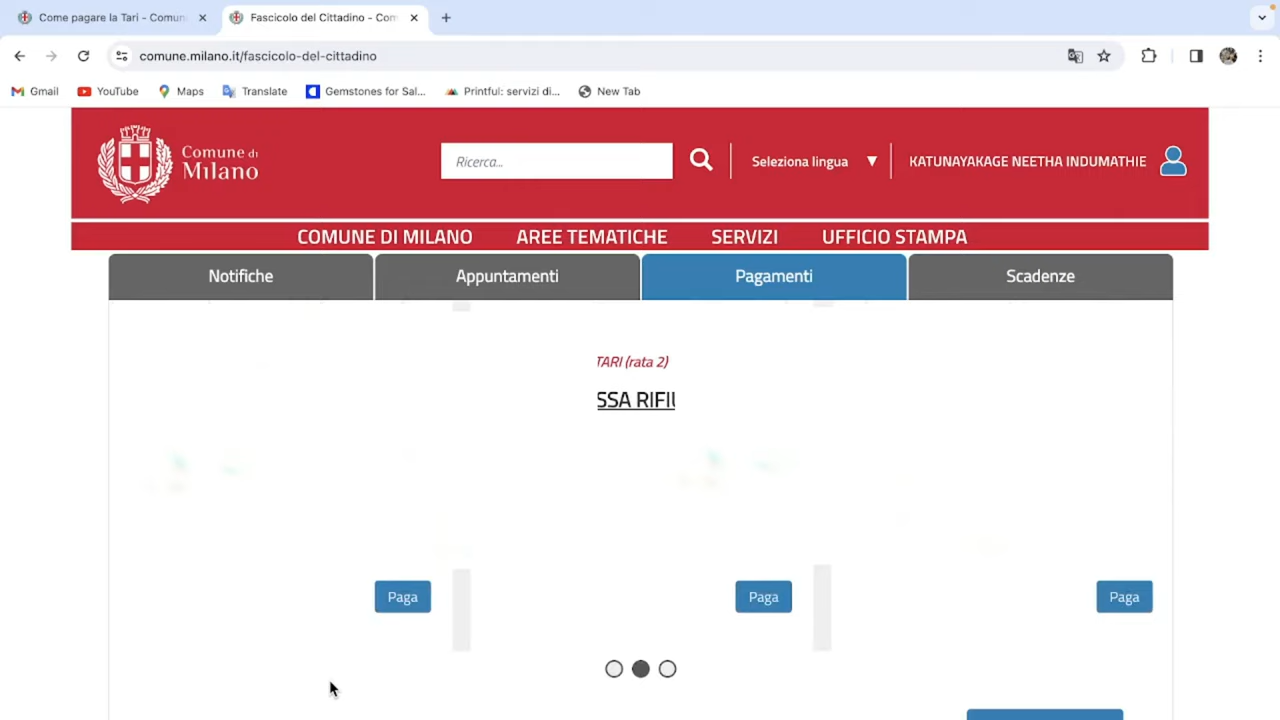 Come pagare la Tari - Comun
Fascicolo del Cittadino - Com
comune.milano.it/fascicolo-del-cittadino
Gmail
YouTube
Maps
Translate
Gemstones for Sal...
Printful: servizi di...
New Tab
Comune di
Milano
Ricerca...
Seleziona lingua
KATUNAYAKAGE NEETHA INDUMATHIE
COMUNE DI MILANO
AREE TEMATICHE
SERVIZI
UFFICIO STAMPA
Notifiche
Appuntamenti
Pagamenti
Scadenze
TARI (rata 2)
SSA RIFIU
Paga
Paga
Paga